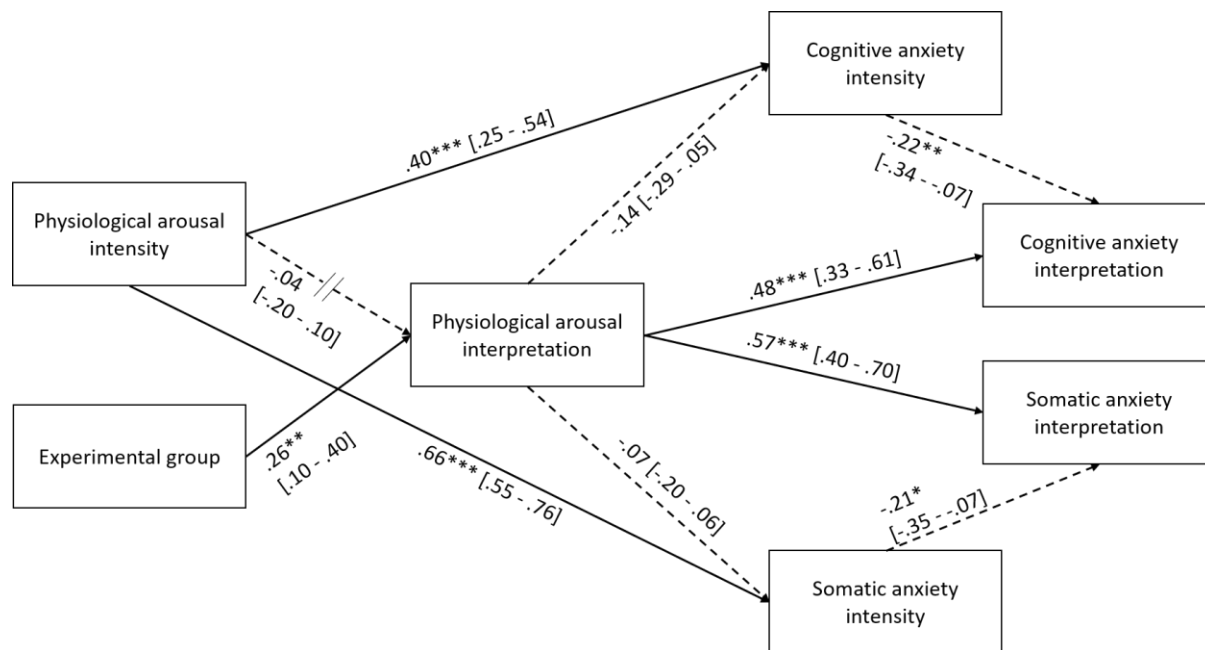 Cognitive anxiety
intensity
.40*** [.25 - .54]
-.22**
[-.34 - -.07]
-.14 [-.29 - .05]
Physiological arousal
intensity
Cognitive anxiety
interpretation
-.04
[-.20 - .10]
.48*** [.33 - .61]
Physiological arousal
interpretation
.57*** [.40 - .70]
Somatic anxiety
interpretation
Experimental group
.26**
[.10 - .40]
.66*** [.55 - .76]
-.07 [-.20 - .06]
-.21*
[-.35 - -.07]
Somatic anxiety
intensity